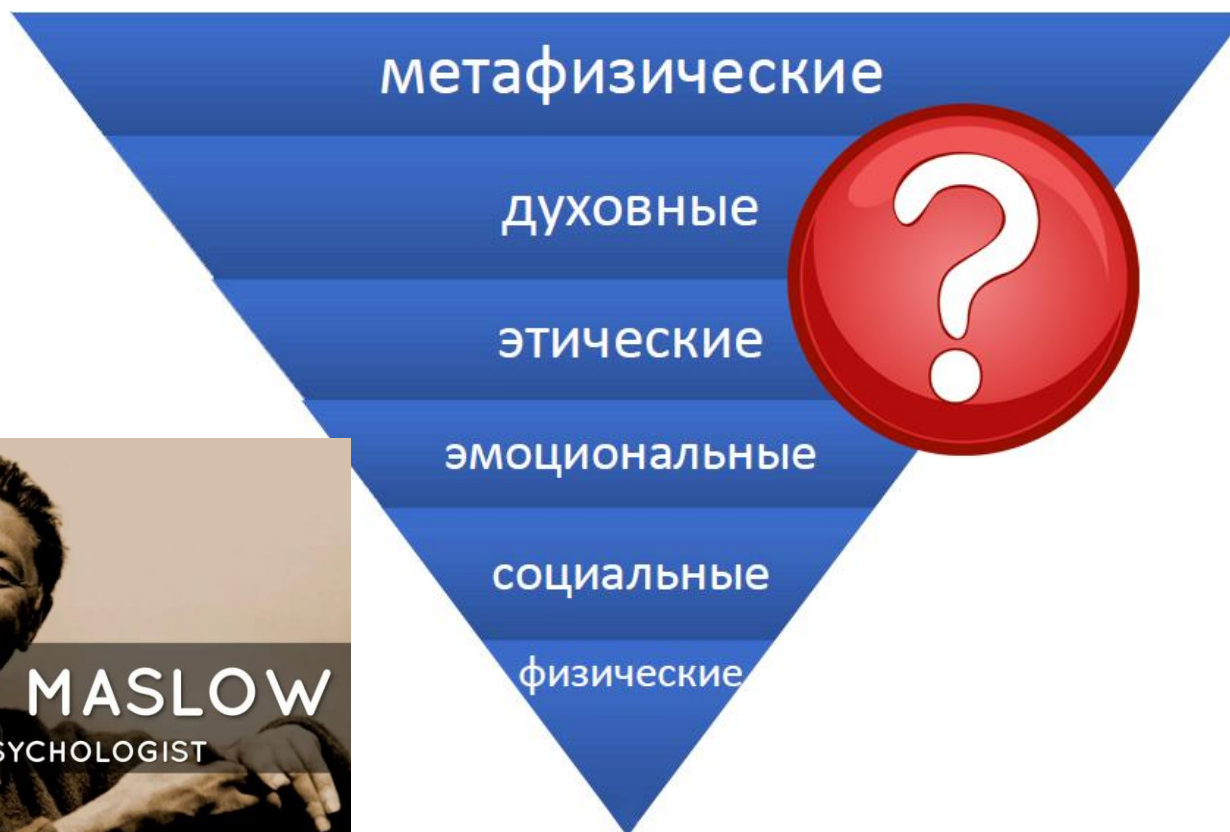 метафизические
духовные
этические
эмоциональные
социальные
физические
MASLOW
SYCHOLOGIST
?